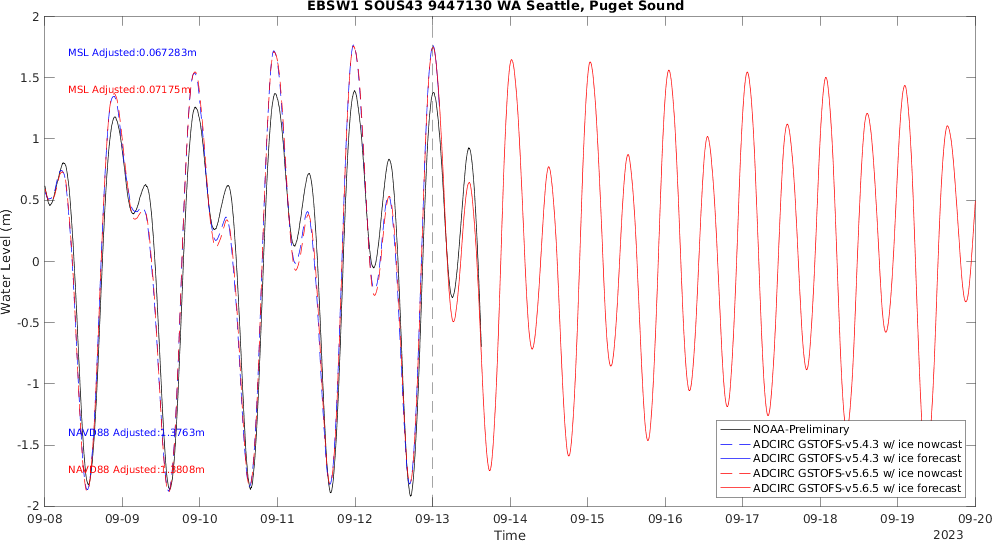 EBSW1 SOUS43 9447130 WA Seattle, Puget Sound
2
1.5
1
0.5
0
-0.5
-1
-1.5
-2
Water Level (m)
MSL Adjusted:0.067283m
MSL Adjusted:0.07175m
NAVD88 Adjusted:1.3763m
NAVD88 Adjusted:1.3808m
NOAA-Preliminary
ADCIRC GSTOFS-v5.4.3 w/ ice nowcast
ADCIRC GSTOFS-v5.4.3 w/ ice forecast
ADCIRC GSTOFS-v5.6.5 w/ ice nowcast
ADCIRC GSTOFS-v5.6.5 w/ ice forecast
09-08 09-09 09-10 09-11 09-12 09-13 09-14 09-15 09-16 09-17 09-18 09-19 09-20
Time
2023